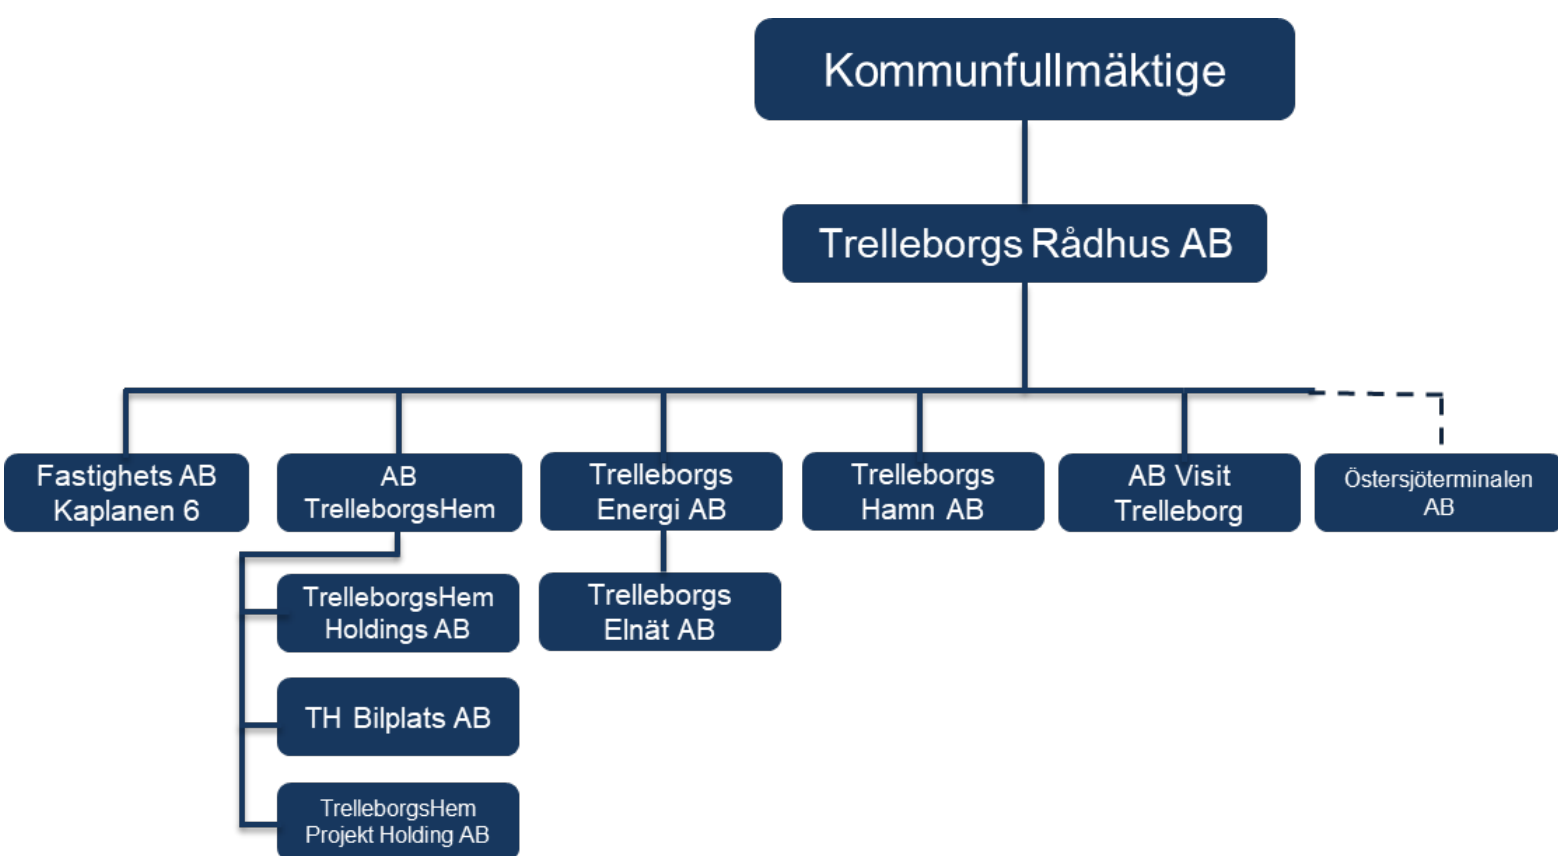 Kommunfullmäktige
Trelleborgs Rådhus AB
Fastighets AB
Kaplanen 6
AB
TrelleborgsHem
Trelleborgs
Energi AB
Trelleborgs
Hamn AB
AB Visit
Trelleborg
Östersjöterminalen
AB
TrelleborgsHem
Holdings AB
Trelleborgs
Elnät AB
TH Bilplats AB
TrelleborgsHem
Projekt Holding AB